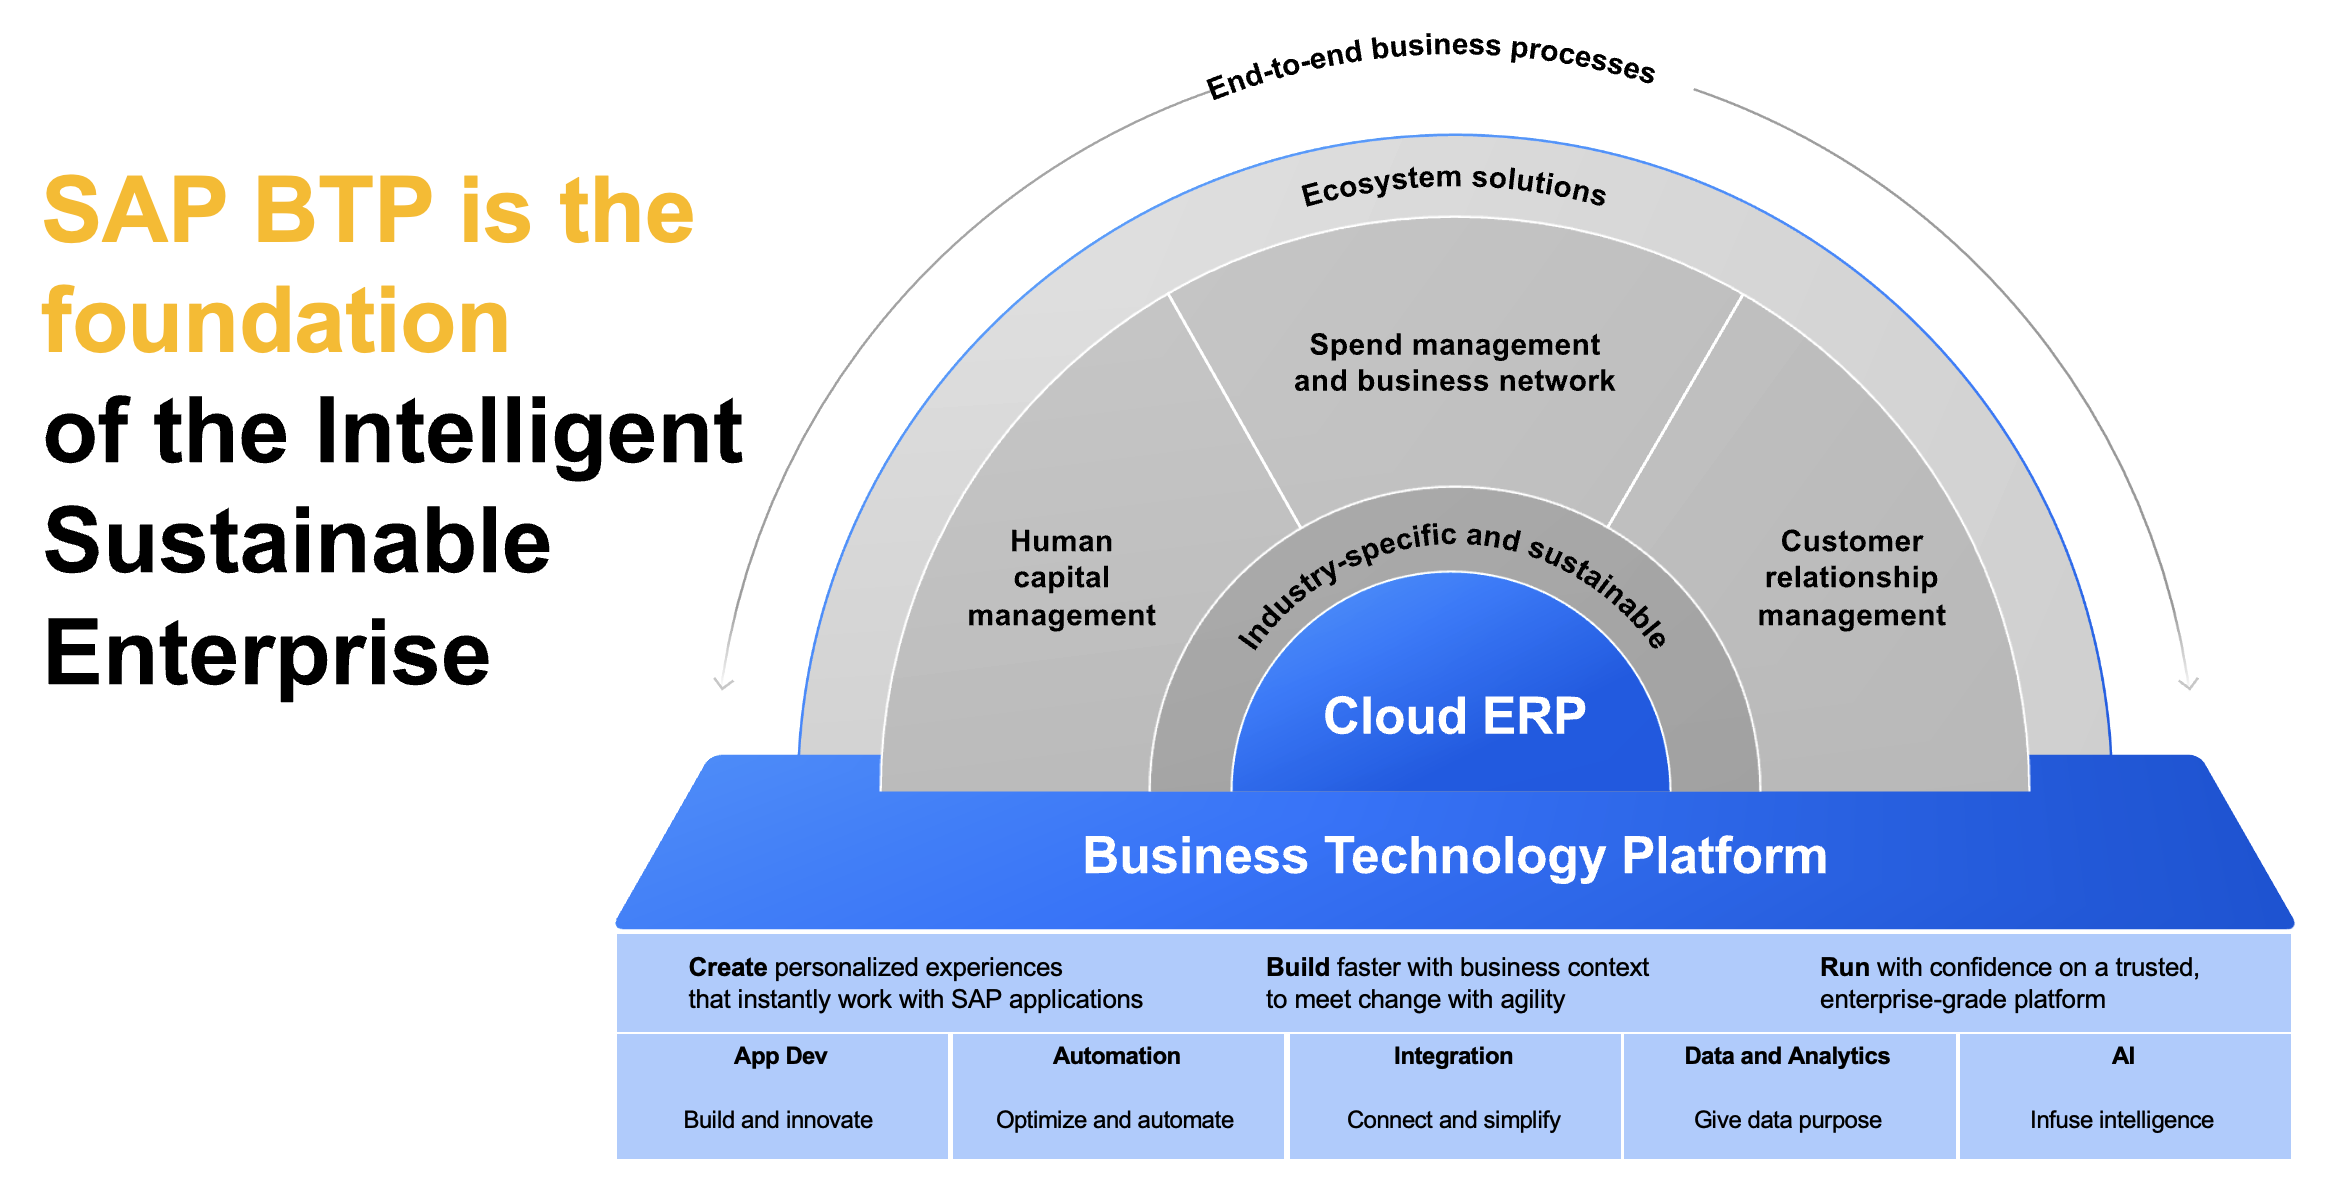 SAP BTP is the
foundation
of the Intelligent
Sustainable
Enterprise
End-to-end business processes
Ecosystem solutions
Spend management
and business network
Human
capital
management
Industry-specific and sustainable
Customer
relationship
management
Cloud ERP
Business Technology Platform
Create personalized experiences
that instantly work with SAP applications
Build faster with business context
to meet change with agility
Run with confidence on a trusted,
enterprise-grade platform
App Dev
Build and innovate
Automation
Optimize and automate
Integration
Connect and simplify
Data and Analytics
Give data purpose
AI
Infuse intelligence